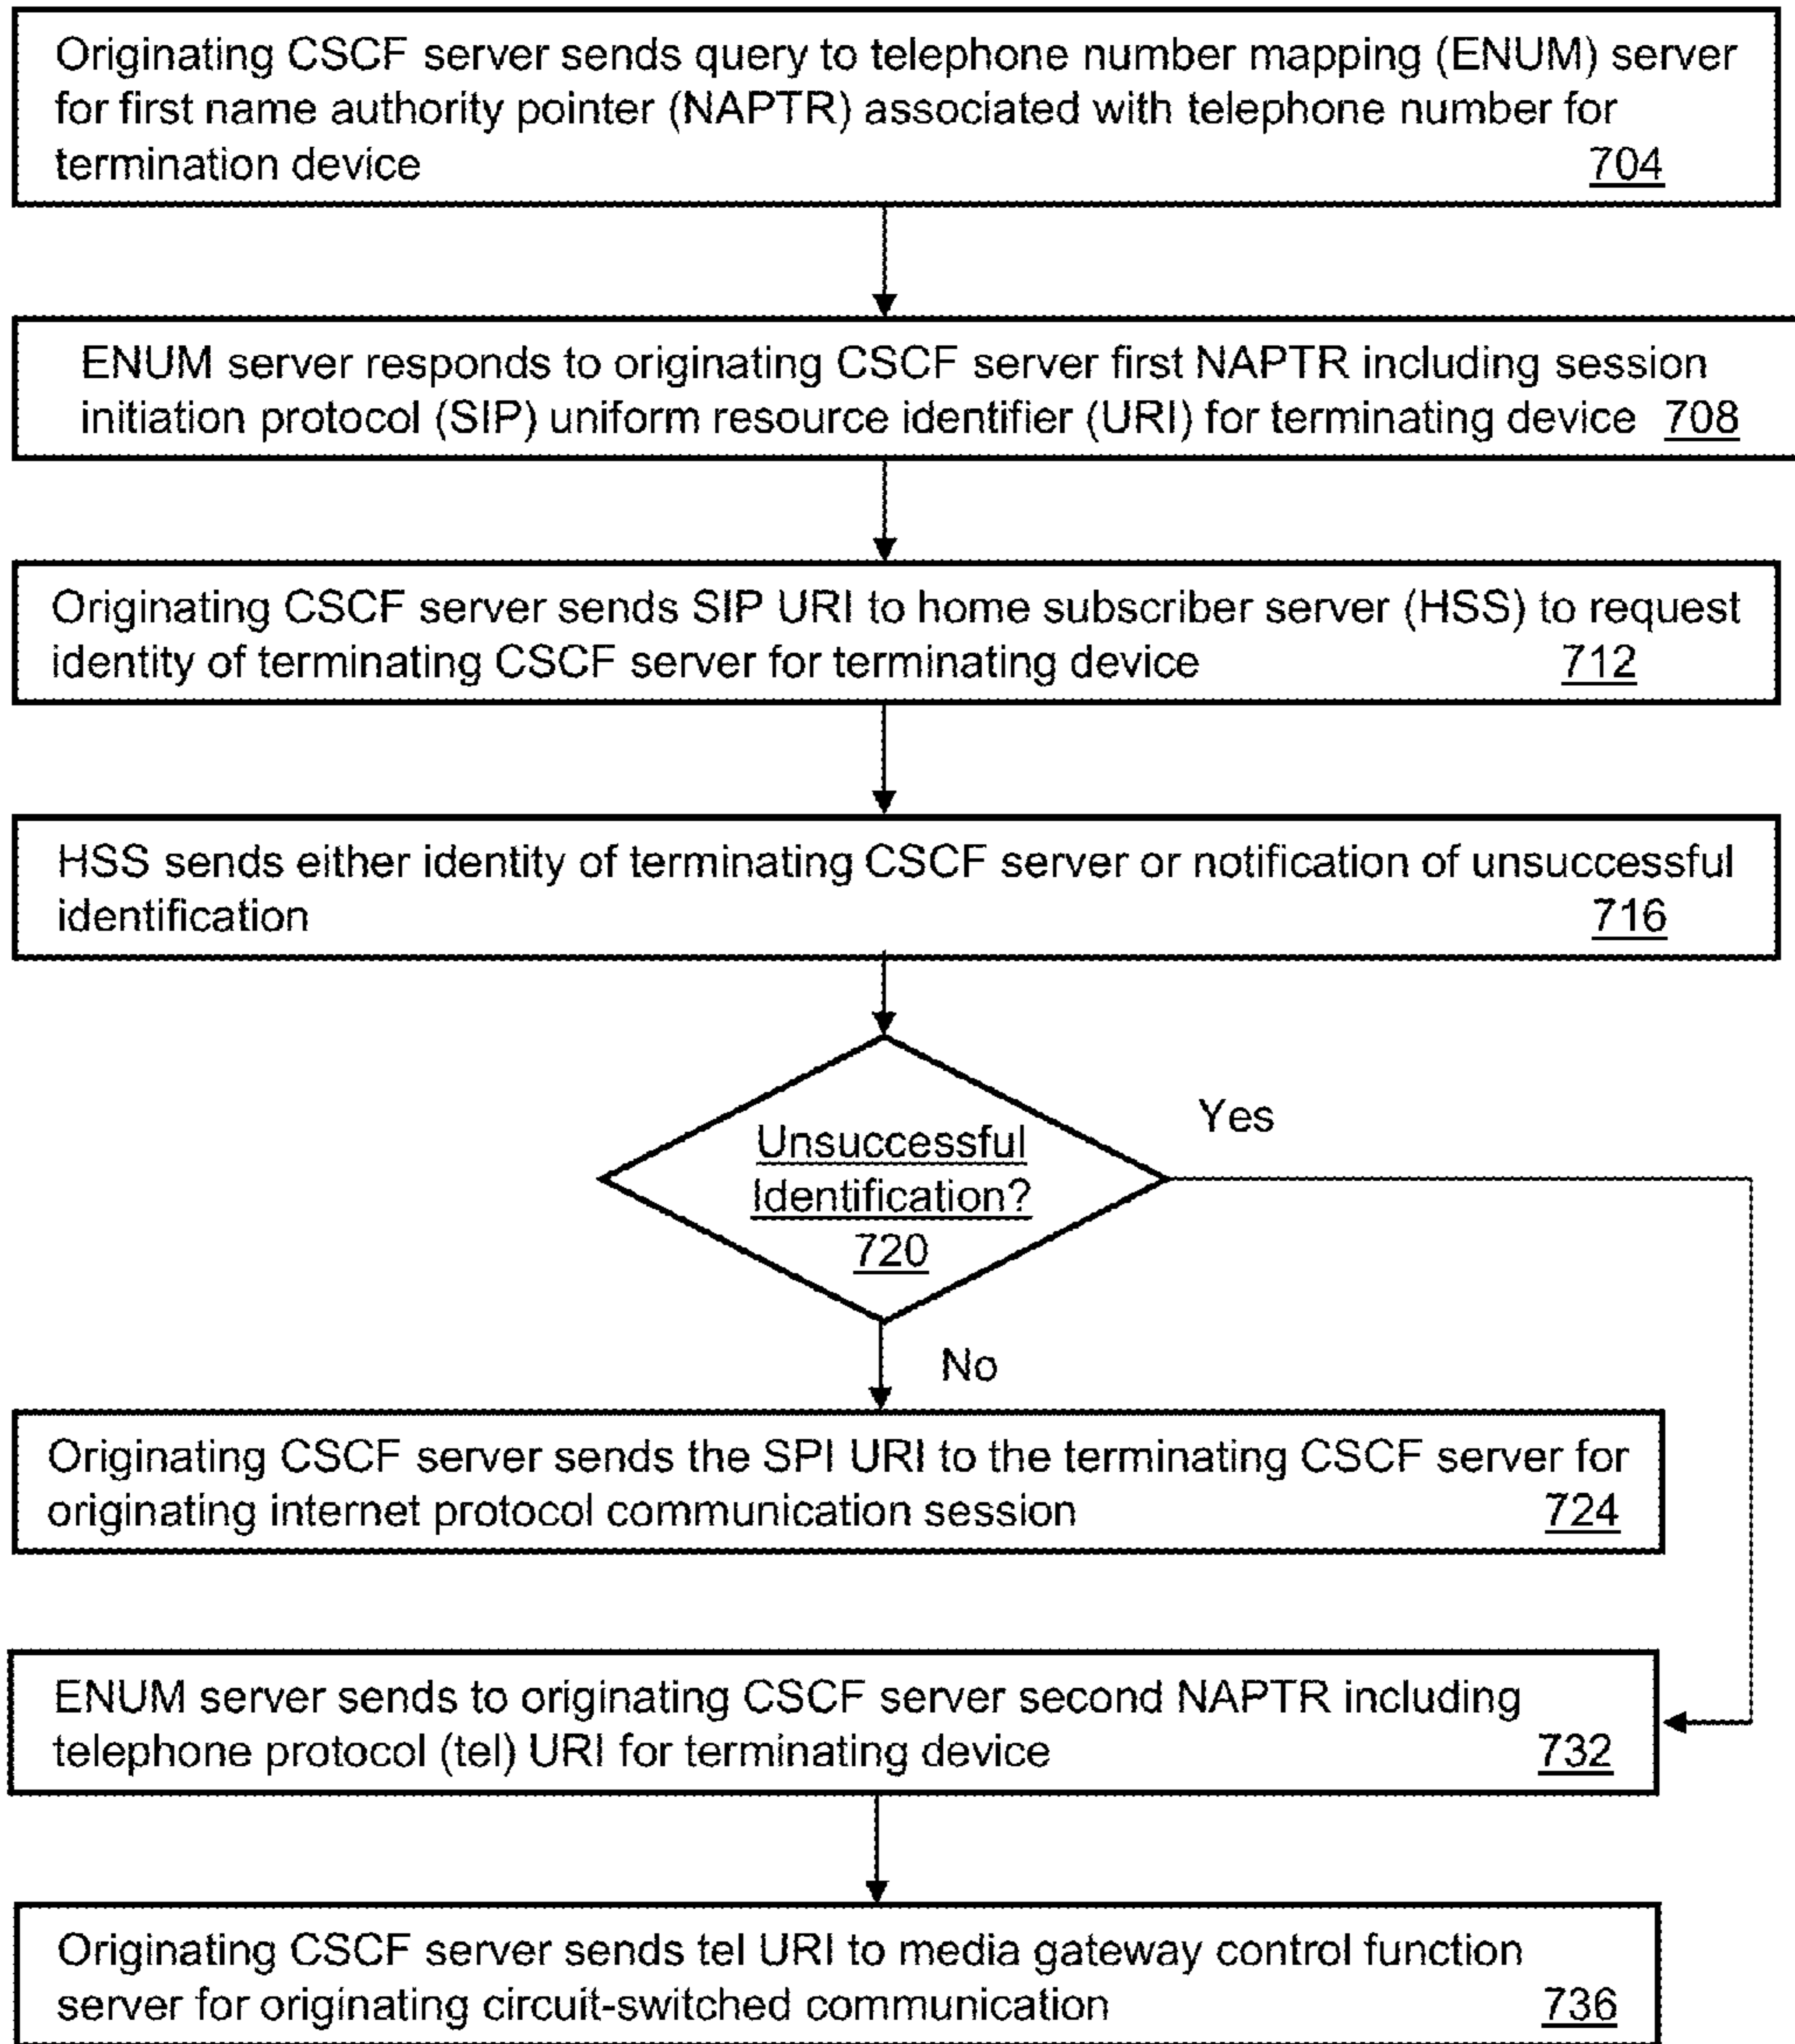 Originating CSCF server sends query to telephone number mapping (ENUM) server
for first name authority pointer (NAPTR) associated with telephone number for
termination device 704
ENUM server responds to originating CSCF server first NAPTR including session
initiation protocol (SIP) uniform resource identifier (URI) for terminating device 708
Originating CSCF server sends SIP URI to home subscriber server (HSS) to request
identity of terminating CSCF server for terminating device 712
HSS sends either identity of terminating CSCF server or notification of unsuccessful
identification 716
Yes
Unsuccessful
Identification?
720
No
Originating CSCF server sends the SPI URI to the terminating CSCF server for
originating internet protocol communication session 724
ENUM server sends to originating CSCF server second NAPTR including
telephone protocol (tel) URI for terminating device 732
Originating CSCF server sends tel URI to media gateway control function
server for originating circuit-switched communication 736